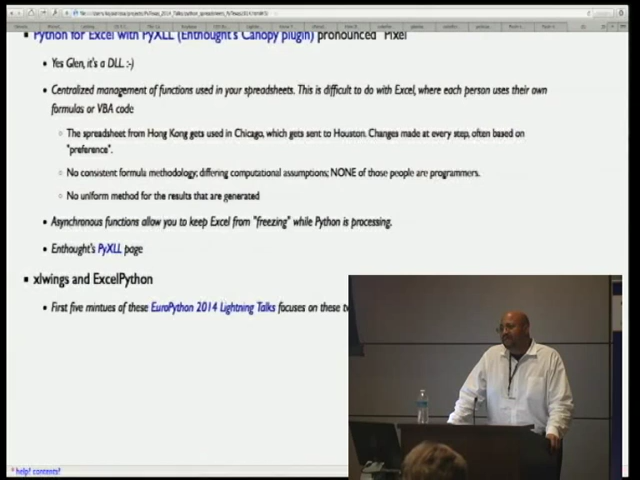 Python for Excel with PyXLL (Enthought's Canopy plugin) pronounced "Pixel"
Yes Glen, it's a DLL :-)
Centralized management of functions used in your spreadsheets. This is difficult to do with Excel, where each person uses their own
formulas or VBA code
The spreadsheet from Hong Kong gets used in Chicago, which gets sent to Houston. Changes made at every step, often based on
"preference".
No consistent formula methodology, differing computational assumptions; NONE of those people are programmers.
No uniform method for the results that are generated
Asynchronous functions allow you to keep Excel from "freezing" while Python is processing.
Enthought's PyXLL page
xlwings and ExcelPython
First five mintues of these EuroPython 2014 Lightning Talks focuses on these
help? contents?